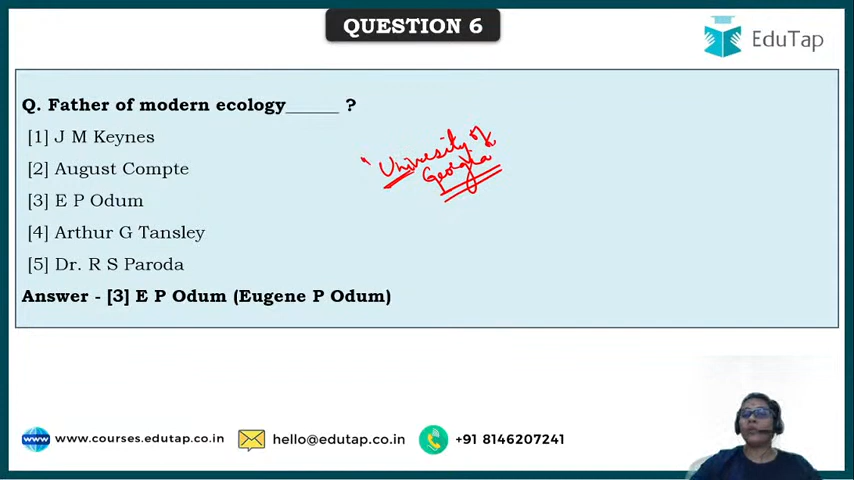 QUESTION 6
EduTap
Q. Father of modern ecology______ ?
[1] J M Keynes
[2] August Compte
[3] E P Odum
[4] Arthur G Tansley
[5] Dr. R S Paroda
Answer - [3] E P Odum (Eugene P Odum)
University of
Georgia
www.courses.edutap.co.in
hello@edutap.co.in
+91 8146207241